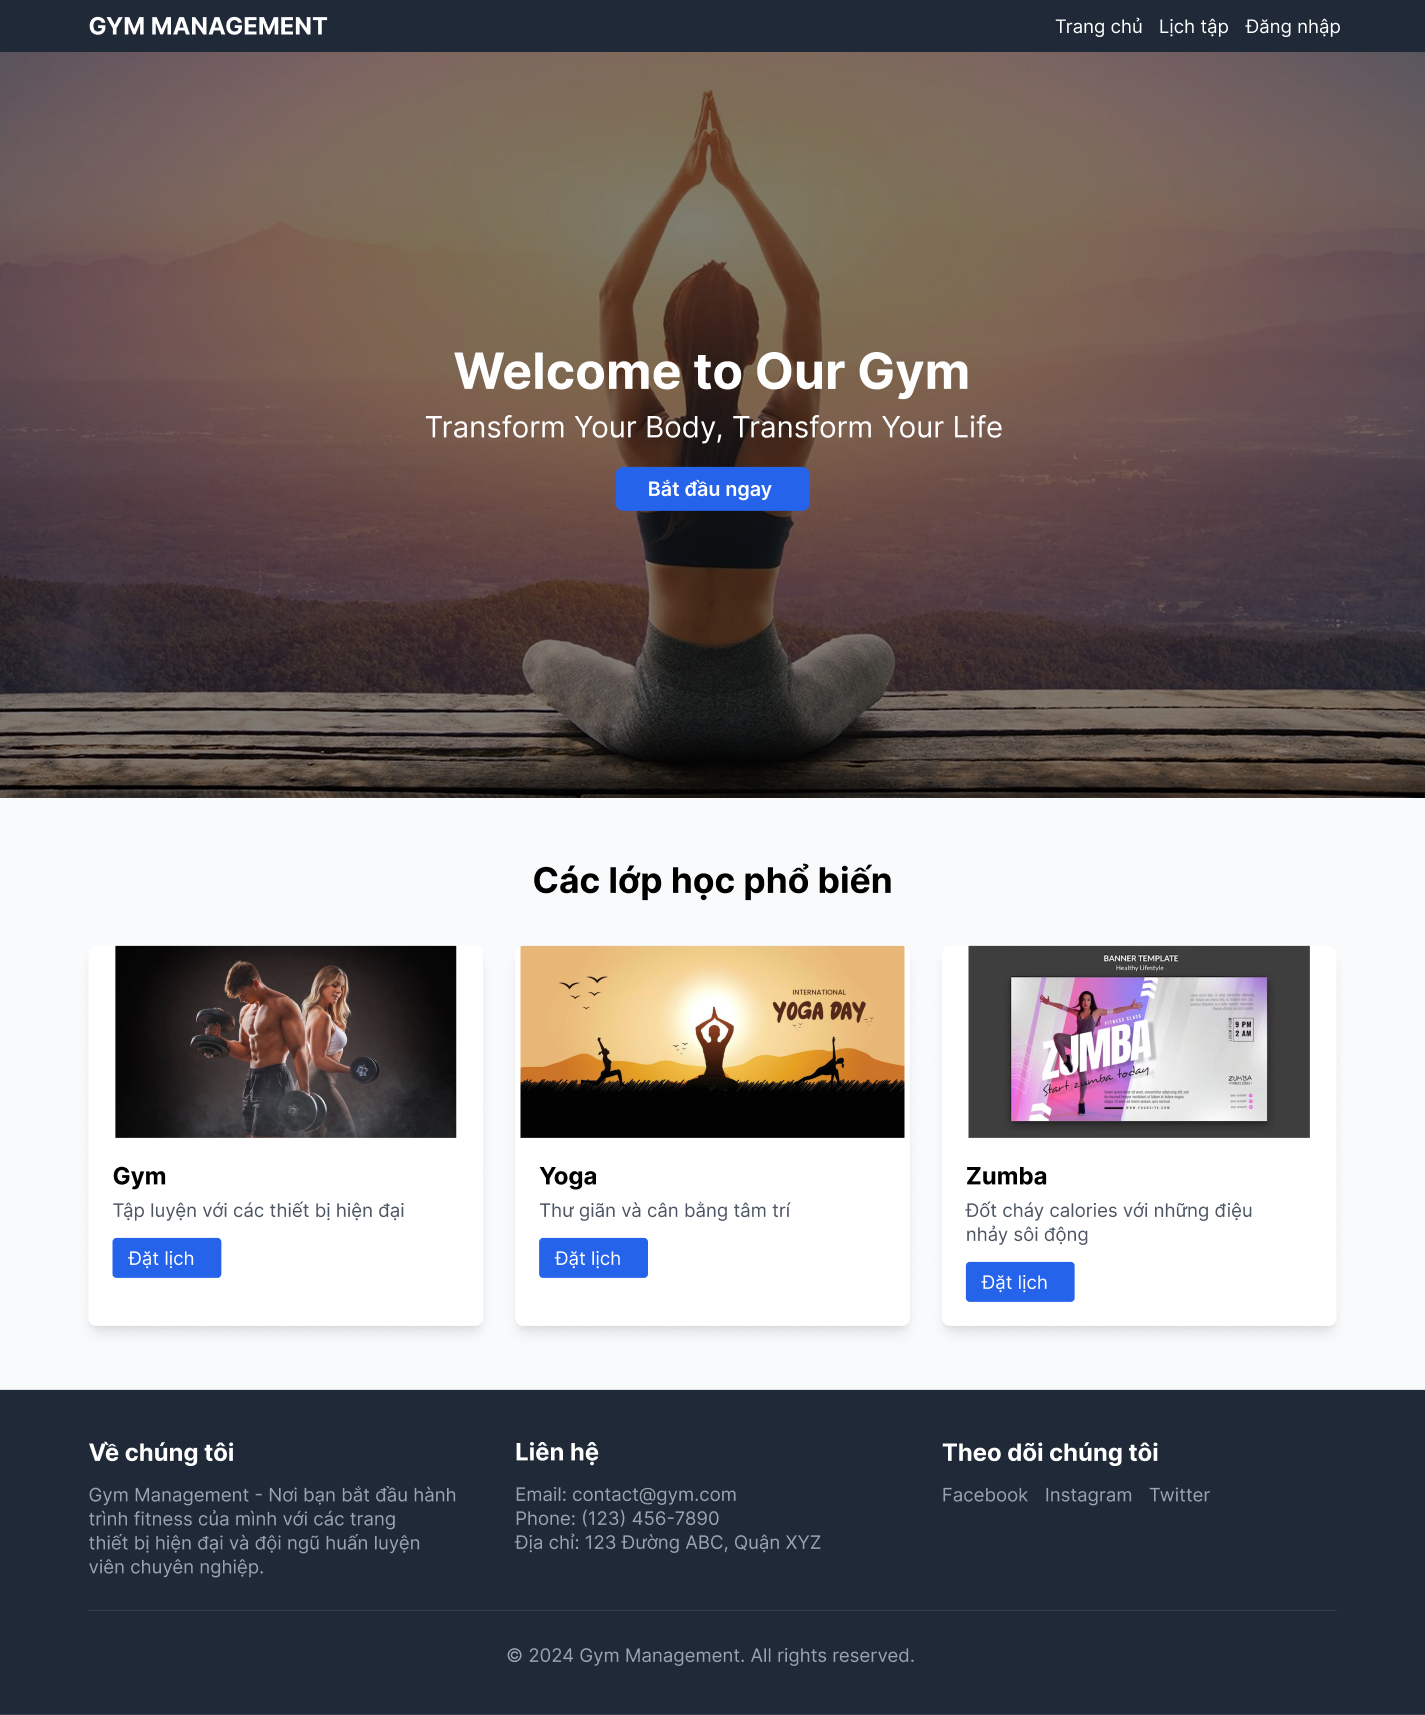 GYM MANAGEMENT
Trang chủ Lịch tập Đăng nhập
Welcome to Our Gym
Transform Your Body, Transform Your Life
Bắt đầu ngay
Các lớp học phổ biến
INTERNATIONAL
YOGA DAY
BANNER TEMPLATE
Healthy Lifestyle
FITNESS CLASS
ZUMBA
Start zumba today
9 PM
2 AM
ZUMBA
Gym
Tập luyện với các thiết bị hiện đại
Đặt lịch
Yoga
Thư giãn và cân bằng tâm trí
Đặt lịch
Zumba
Đốt cháy calories với những điệu
nhảy sôi động
Đặt lịch
Về chúng tôi
Gym Management - Nơi bạn bắt đầu hành
trình fitness của mình với các trang
thiết bị hiện đại và đội ngũ huấn luyện
viên chuyên nghiệp.
Liên hệ
Email: contact@gym.com
Phone: (123) 456-7890
Địa chỉ: 123 Đường ABC, Quận XYZ
Theo dõi chúng tôi
Facebook Instagram Twitter
© 2024 Gym Management. All rights reserved.